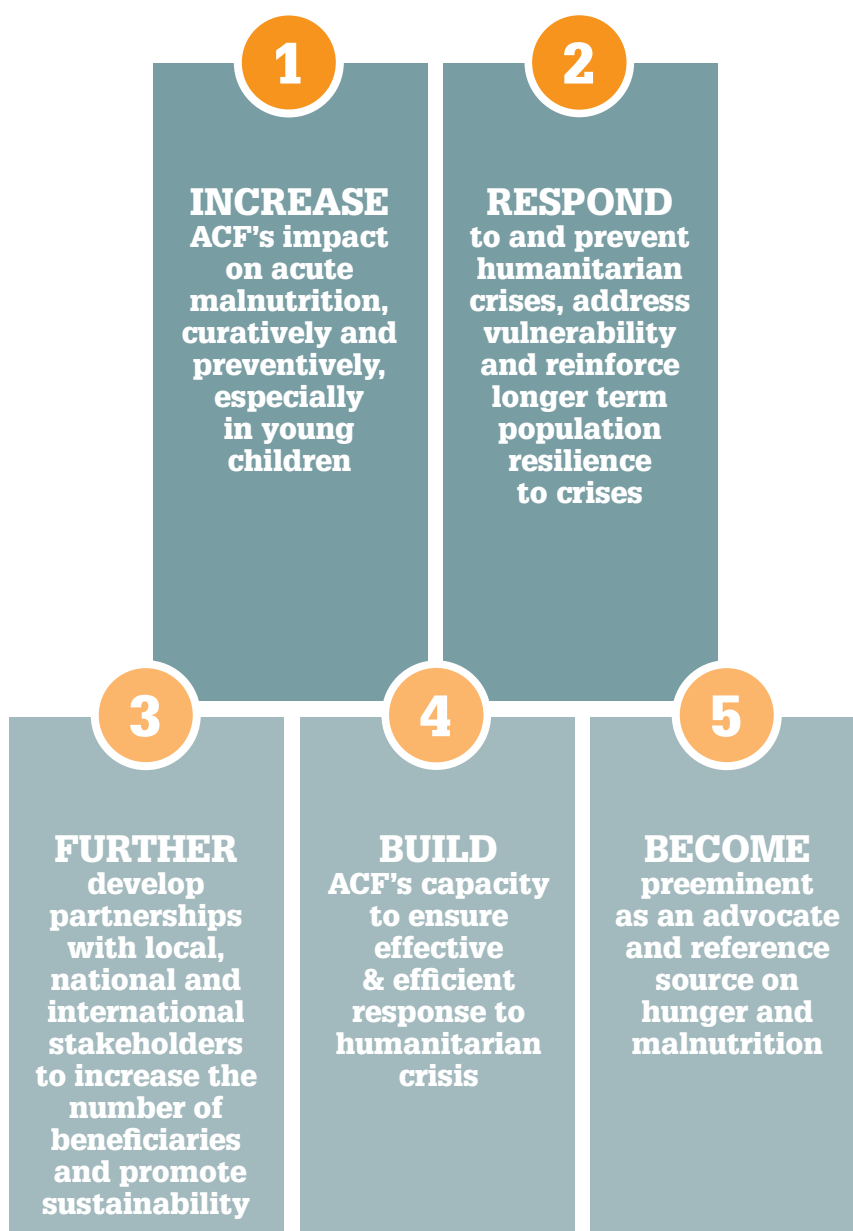 1
INCREASE
ACF's impact
on acute
malnutrition,
curatively and
preventively,
especially
in young
children
2
RESPOND
to and prevent
humanitarian
crises, address
vulnerability
and reinforce
longer term
population
resilience
to crises
3
FURTHER
develop
partnerships
with local,
national and
international
stakeholders
to increase the
number of
beneficiaries
and promote
sustainability
4
BUILD
ACF's capacity
to ensure
effective
& efficient
response to
humanitarian
crisis
5
BECOME
preeminent
as an advocate
and reference
source on
hunger and
malnutrition